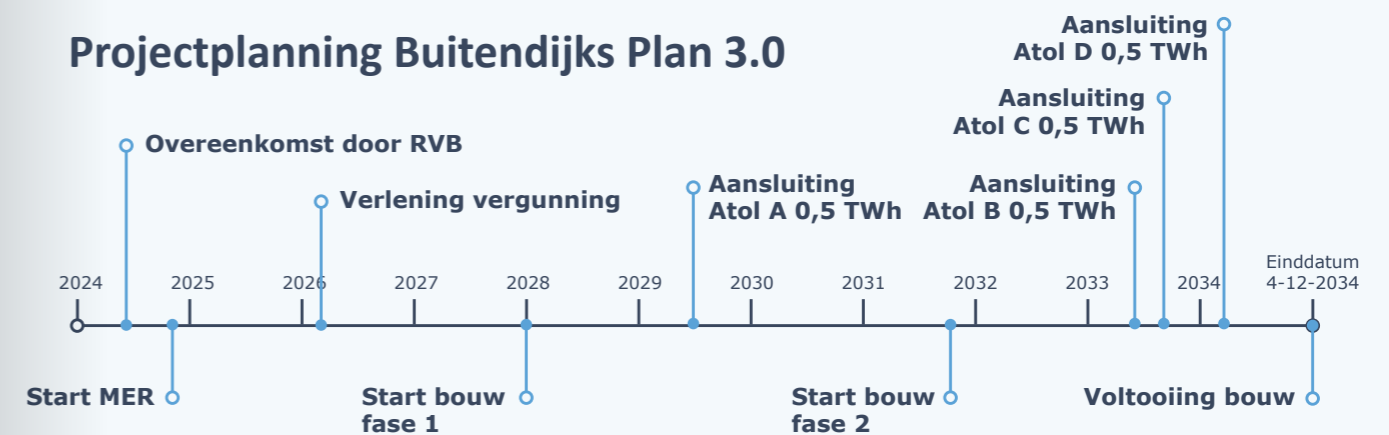 Projectplanning Buitendijks Plan 3.0
Aansluiting
Atol D 0,5 TWh
Aansluiting
Atol C 0,5 TWh
Overeenkomst door RVB
Verlening vergunning
Aansluiting
Atol A 0,5 TWh
Aansluiting
Atol B 0,5 TWh
2024
2025
2026
2027
2028
2029
2030
2031
2032
2033
2034
Einddatum
4-12-2034
Start MER
Start bouw
fase 1
Start bouw
fase 2
Voltooiing bouw